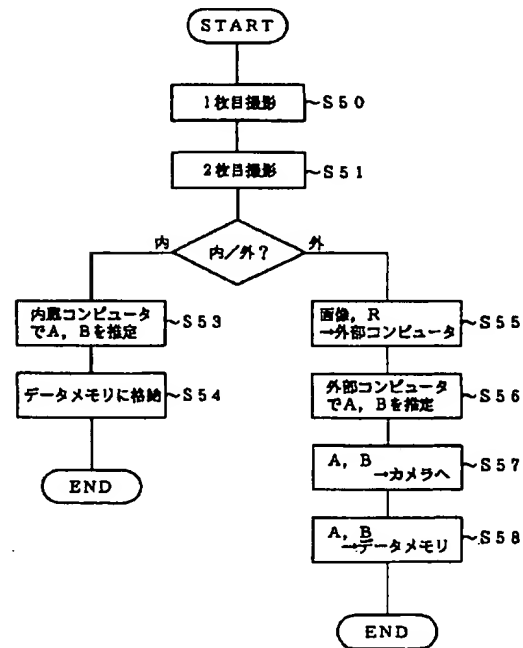 START
1枚目撮影 ~S50
2枚目撮影 ~S51
内 内/外? 外
内蔵コンピュータ
でA, Bを推定 ~S53
データメモリに格納 ~S54
END
画像, R
→外部コンピュータ ~S55
外部コンピュータ
でA, Bを推定 ~S56
A, B
→カメラへ ~S57
A, B
→データメモリ ~S58
END